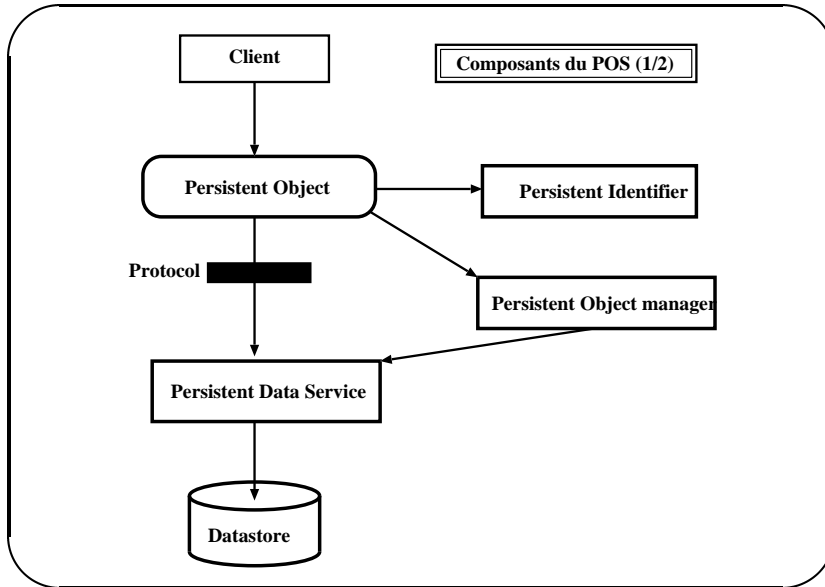 Client
Composants du POS (1/2)
Persistent Object
Persistent Identifier
Protocol
Persistent Object manager
Persistent Data Service
Datastore